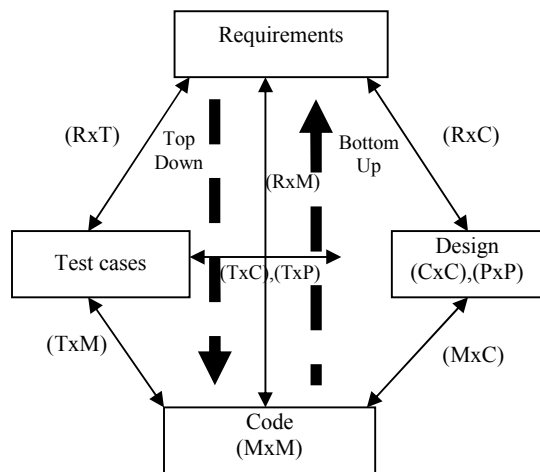 Requirements
(RxT)
Top
Down
(RxM)
Bottom
Up
(RxC)
Test cases
(TxC),(TxP)
Design
(CxC),(PxP)
(TxM)
(MxC)
Code
(MxM)